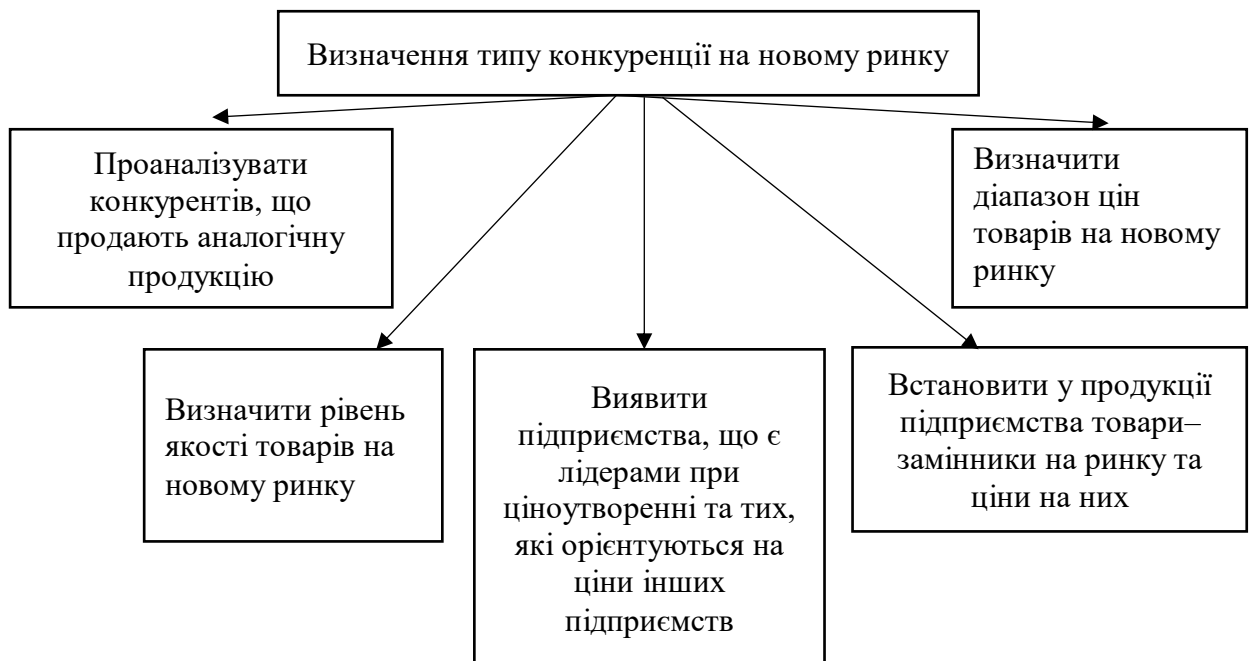 Визначення типу конкуренції на новому ринку
Проаналізувати
конкурентів, що
продають аналогічну
продукцію
Визначити
діапазон цін
товарів на новому
ринку
Визначити рівень
якості товарів на
новому ринку
Виявити
підприємства, що є
лідерами при
ціноутворенні та тих,
які орієнтуються на
ціни інших
підприємств
Встановити у продукції
підприємства товари–
замінники на ринку та
ціни на них